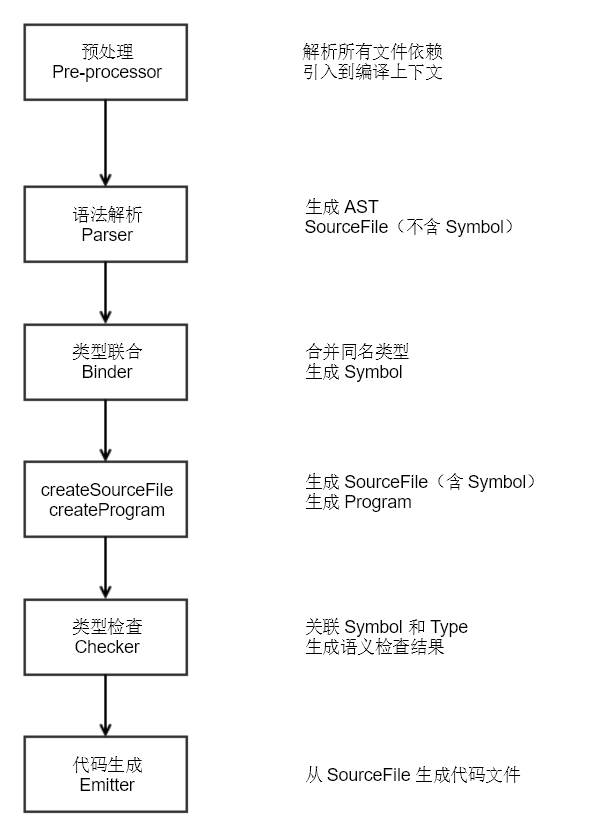 预处理
Pre-processor
解析所有文件依赖
引入到编译上下文
语法解析
Parser
生成 AST
SourceFile（不含 Symbol）
类型联合
Binder
合并同名类型
生成 Symbol
createSourceFile
createProgram
生成 SourceFile（含 Symbol）
生成 Program
类型检查
Checker
关联 Symbol 和 Type
生成语义检查结果
代码生成
Emitter
从 SourceFile 生成代码文件